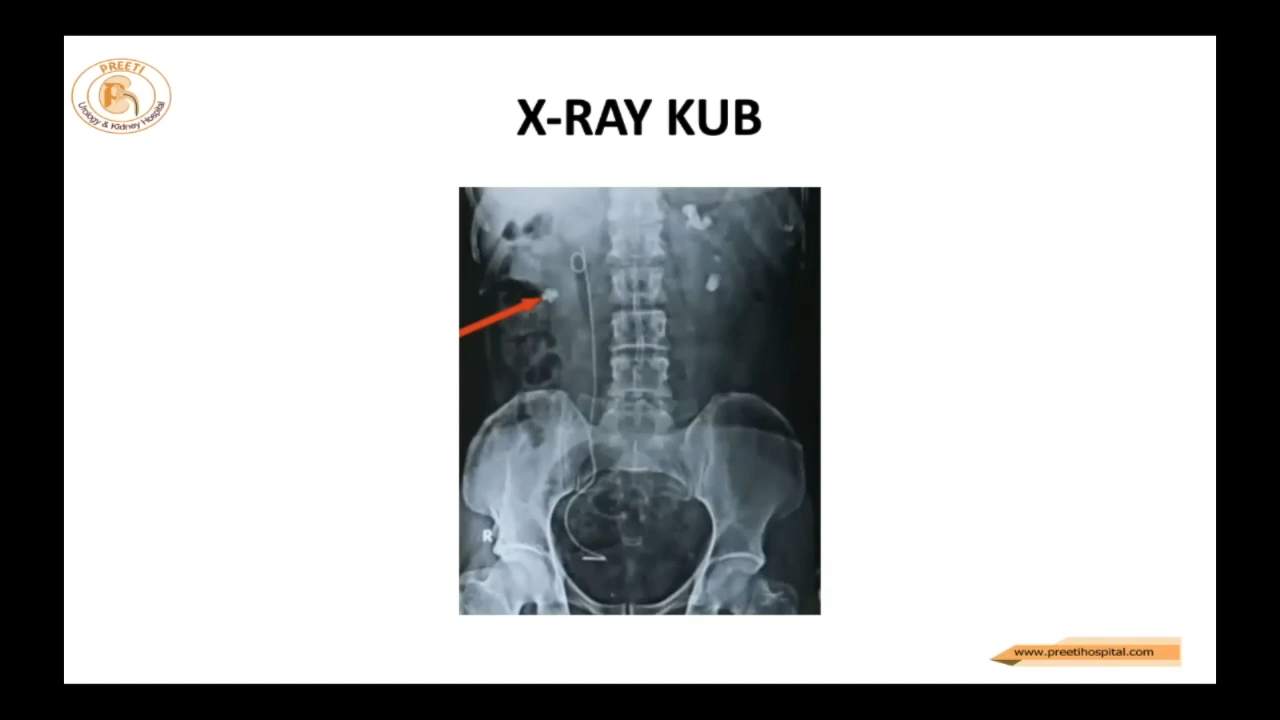 PREETI
Urology & Kidney Hospital
X-RAY KUB
R
www.preetihospital.com